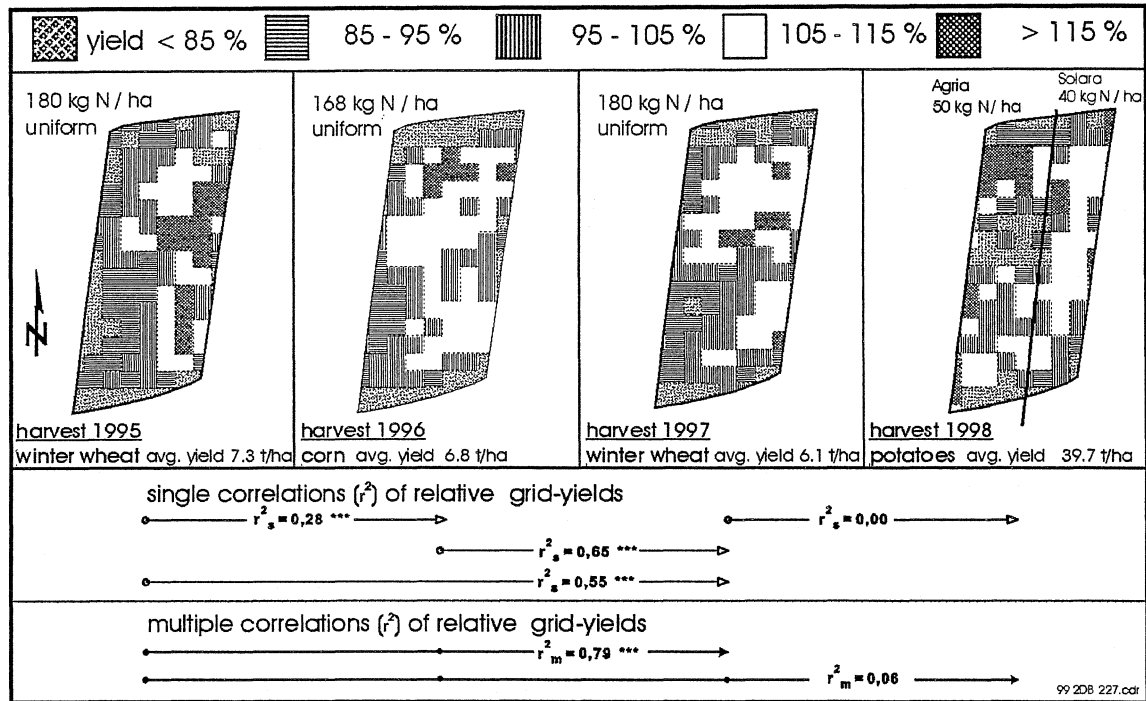 yield < 85 % 85 - 95 % 95 - 105 % 105 - 115 % > 115 %
180 kg N / ha
uniform
168 kg N / ha
uniform
180 kg N / ha
uniform
Agria
50 kg N/ ha
Solara
40 kg N/ ha
N
harvest 1995
winter wheat avg. yield 7.3 t/ha
harvest 1996
corn avg. yield 6.8 t/ha
harvest 1997
winter wheat avg. yield 6.1 t/ha
harvest 1998
potatoes avg. yield 39.7 t/ha
single correlations (r²) of relative grid-yields
r²s = 0,28 ***
r²s = 0,00
r²s = 0,65 ***
r²s = 0,55 ***
multiple correlations (r²) of relative grid-yields
r²m = 0,79 ***
r²m = 0,06
99 2DB 227.cdr